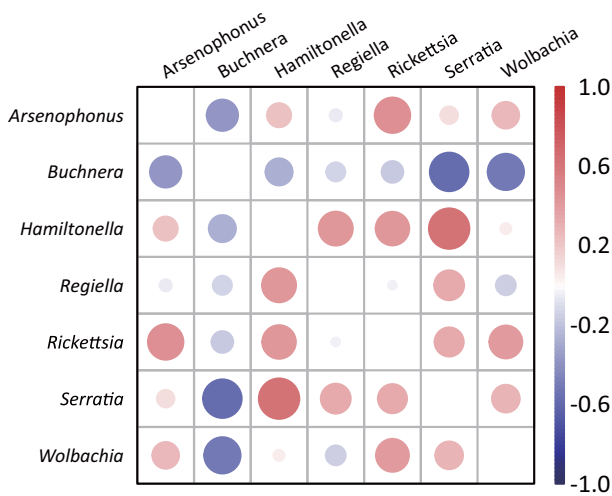 Arsenophonus
Buchnera
Hamiltonella
Regiella
Rickettsia
Serratia
Wolbachia
Arsenophonus
Buchnera
Hamiltonella
Regiella
Rickettsia
Serratia
Wolbachia
1.0
0.6
0.2
-0.2
-0.6
-1.0